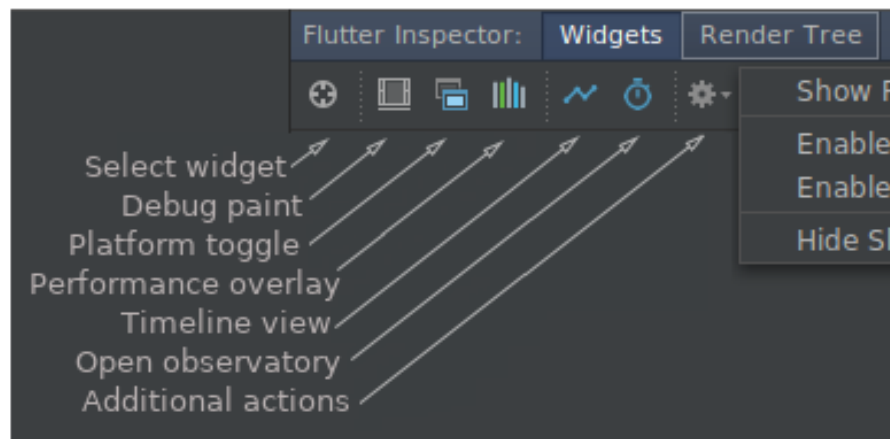 Flutter Inspector: Widgets Render Tree
Show
Enable
Enable
Hide
Select widget
Debug paint
Platform toggle
Performance overlay
Timeline view
Open observatory
Additional actions